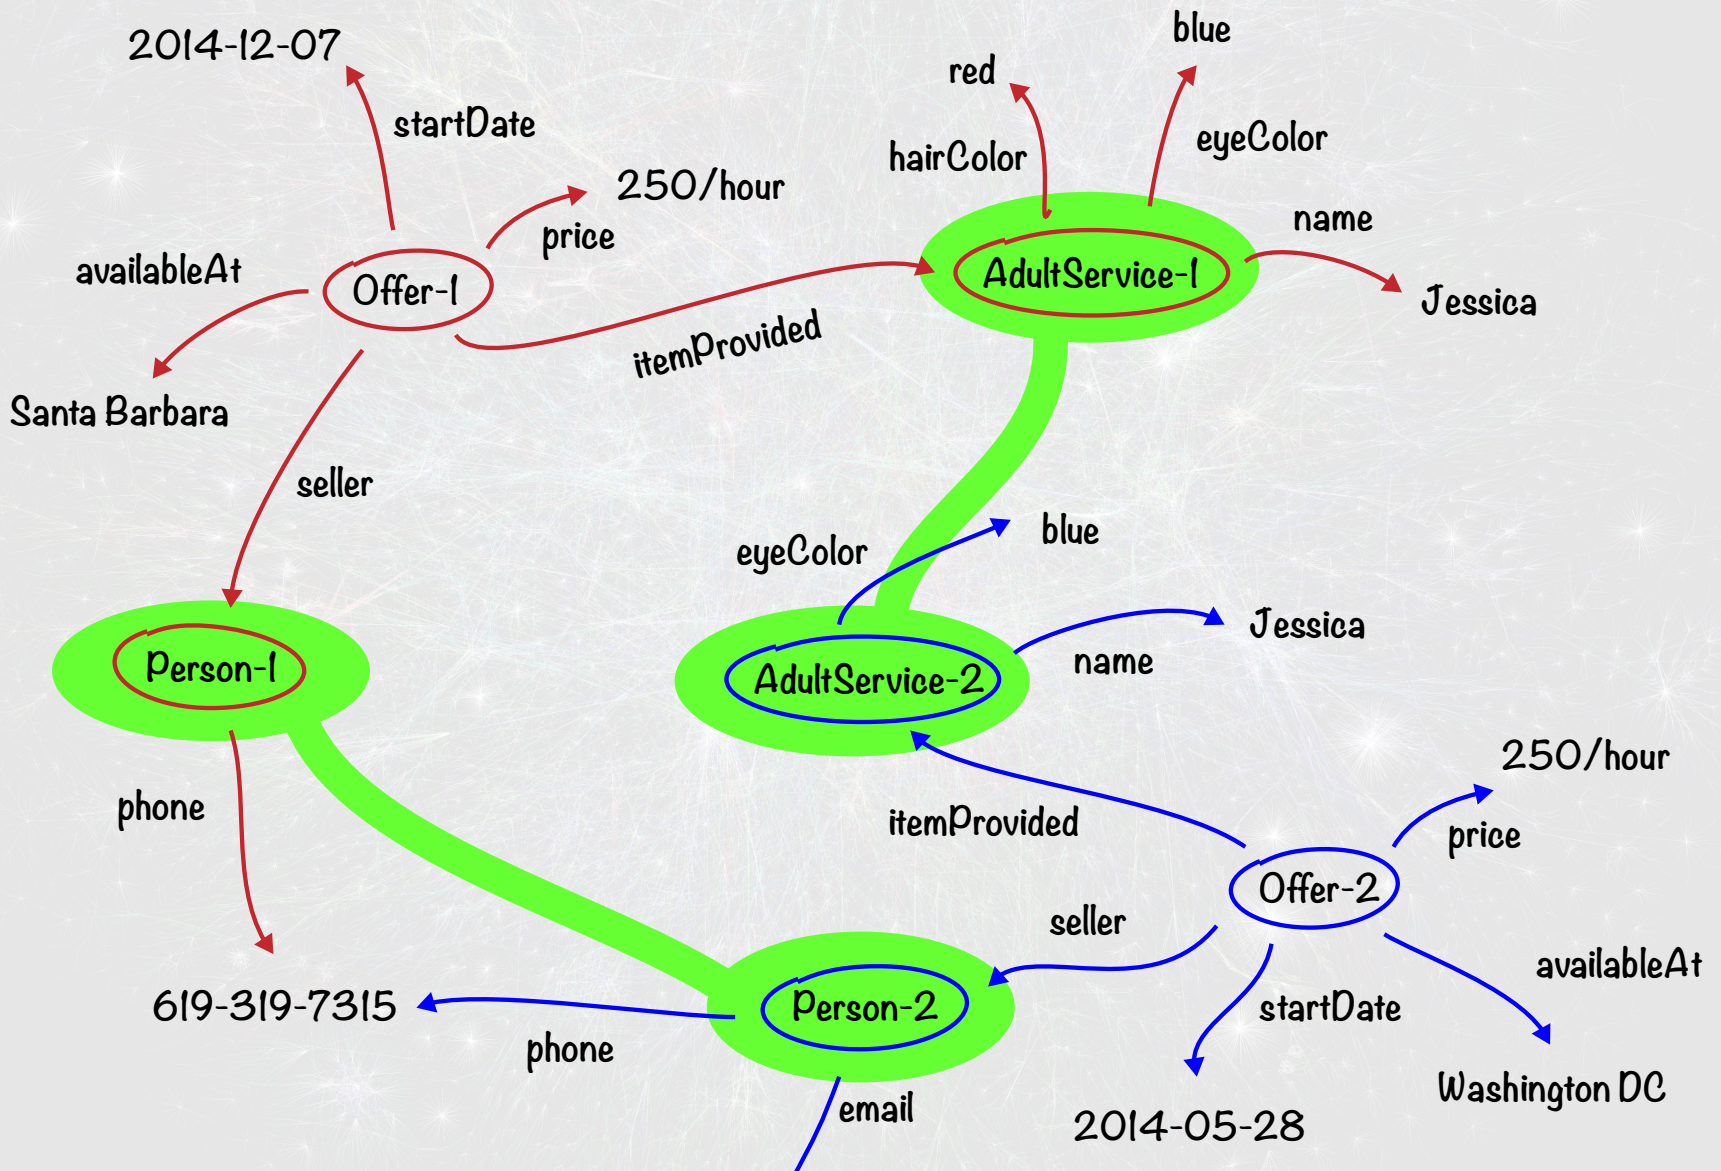 2014-12-07
startDate
250/hour
price
availableAt
Offer-1
itemProvided
Santa Barbara
seller
Person-1
phone
619-319-7315
blue
red
eyeColor
hairColor
name
AdultService-1
Jessica
eyeColor
blue
Jessica
name
AdultService-2
250/hour
price
itemProvided
Offer-2
seller
availableAt
startDate
Person-2
phone
Washington DC
email
2014-05-28